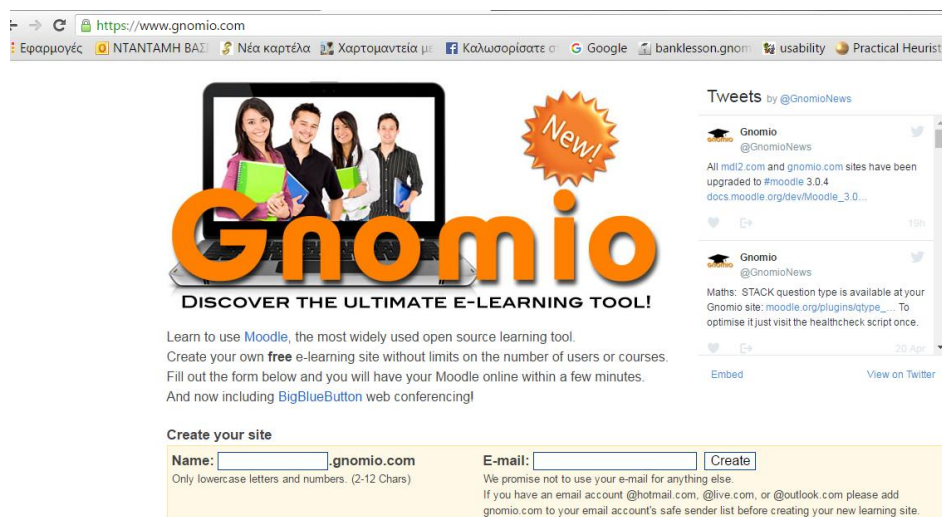 https://www.gnomio.com
Εφαρμογές ΝΤΑΝΤΑΜΗ ΒΑΣΙ Νέα καρτέλα Χαρτομαντεία με Καλωσορίσατε σ Google banklesson.gnom usability Practical Heurist
New!
Gnomio
DISCOVER THE ULTIMATE E-LEARNING TOOL!
Learn to use Moodle, the most widely used open source learning tool.
Create your own free e-learning site without limits on the number of users or courses.
Fill out the form below and you will have your Moodle online within a few minutes.
And now including BigBlueButton web conferencing!
Tweets by @GnomioNews
Gnomio
@GnomioNews
All mdl2.com and gnomio.com sites have been
upgraded to #moodle 3.0.4
docs.moodle.org/dev/Moodle_3.0...
19h
Gnomio
@GnomioNews
Maths: STACK question type is available at your
Gnomio site: moodle.org/plugins/qtype_... To
optimise it just visit the healthcheck script once.
20 Apr
Embed View on Twitter
Create your site
Name: .gnomio.com
Only lowercase letters and numbers. (2-12 Chars)
E-mail: Create
We promise not to use your e-mail for anything else.
If you have an email account @hotmail.com, @live.com, or @outlook.com please add
gnomio.com to your email account's safe sender list before creating your new learning site.